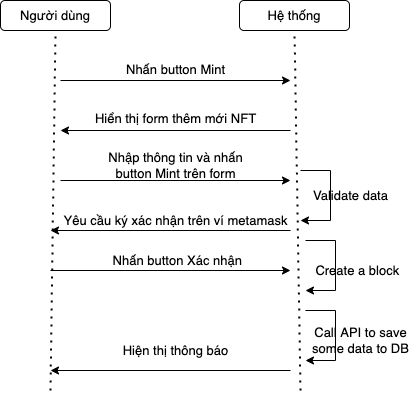 Người dùng
Hệ thống
Nhấn button Mint
Hiển thị form thêm mới NFT
Nhập thông tin và nhấn
button Mint trên form
Validate data
Yêu cầu ký xác nhận trên ví metamask
Nhấn button Xác nhận
Create a block
Call API to save
some data to DB
Hiện thị thông báo